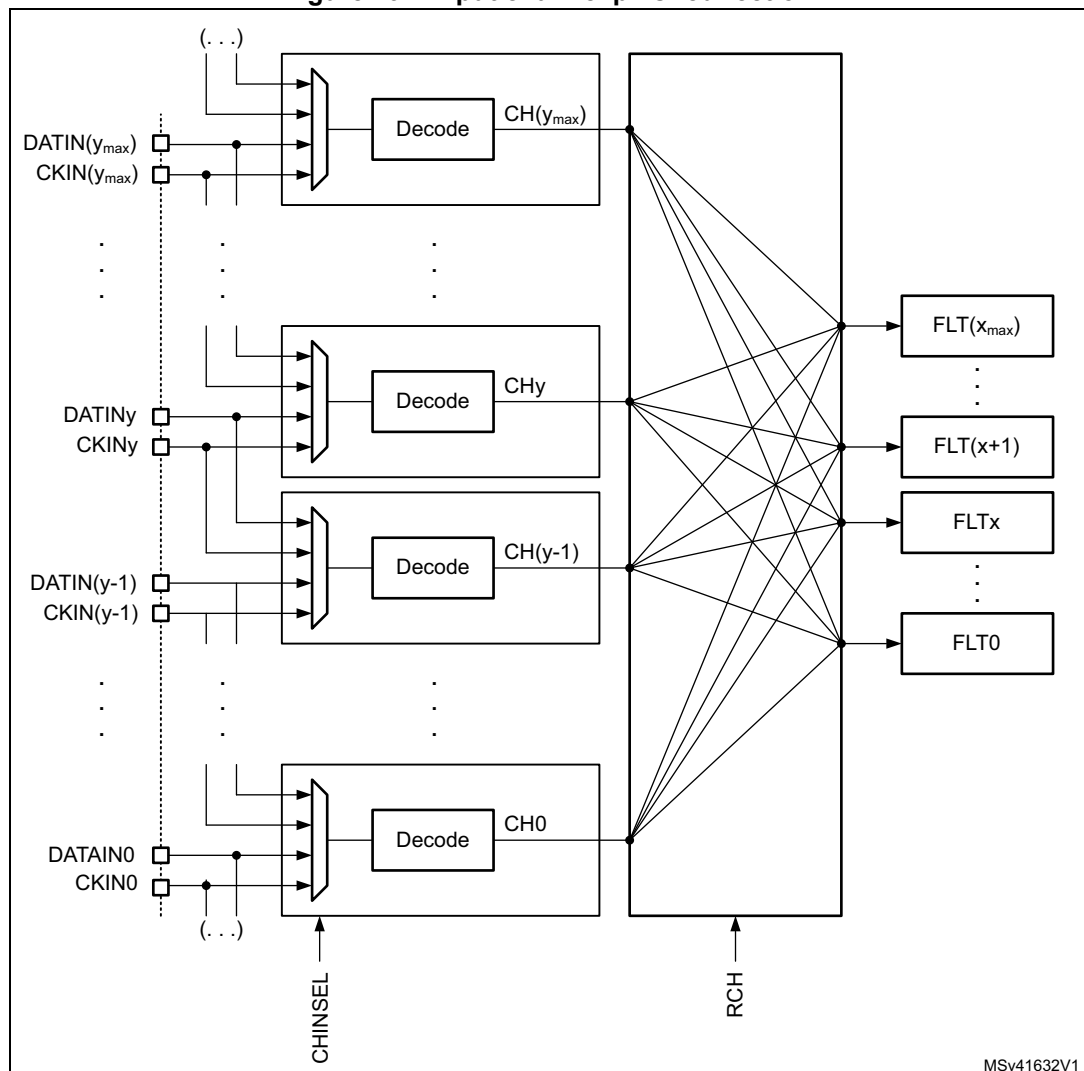 (. . .)
DATIN(ymax)
CKIN(ymax)
Decode
CH(ymax)
. . .
. . .
. . .
DATINy
CKINy
Decode
CHy
DATIN(y-1)
CKIN(y-1)
Decode
CH(y-1)
. . .
. . .
. . .
DATAIN0
CKIN0
Decode
CH0
(. . .)
CHINSEL
RCH
FLT(xmax)
. . .
FLT(x+1)
FLTx
. . .
FLT0
MSv41632V1